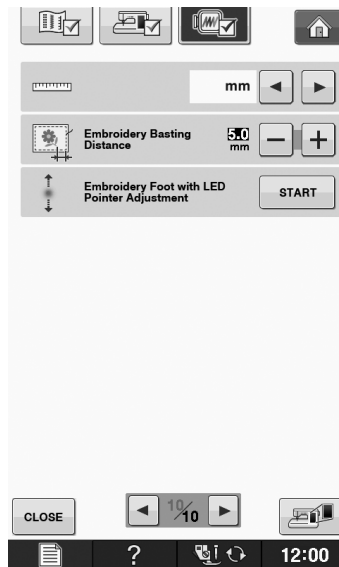 mm
Embroidery Basting
Distance
5.0
mm
Embroidery Foot with LED
Pointer Adjustment
START
CLOSE
10/10
?
12:00